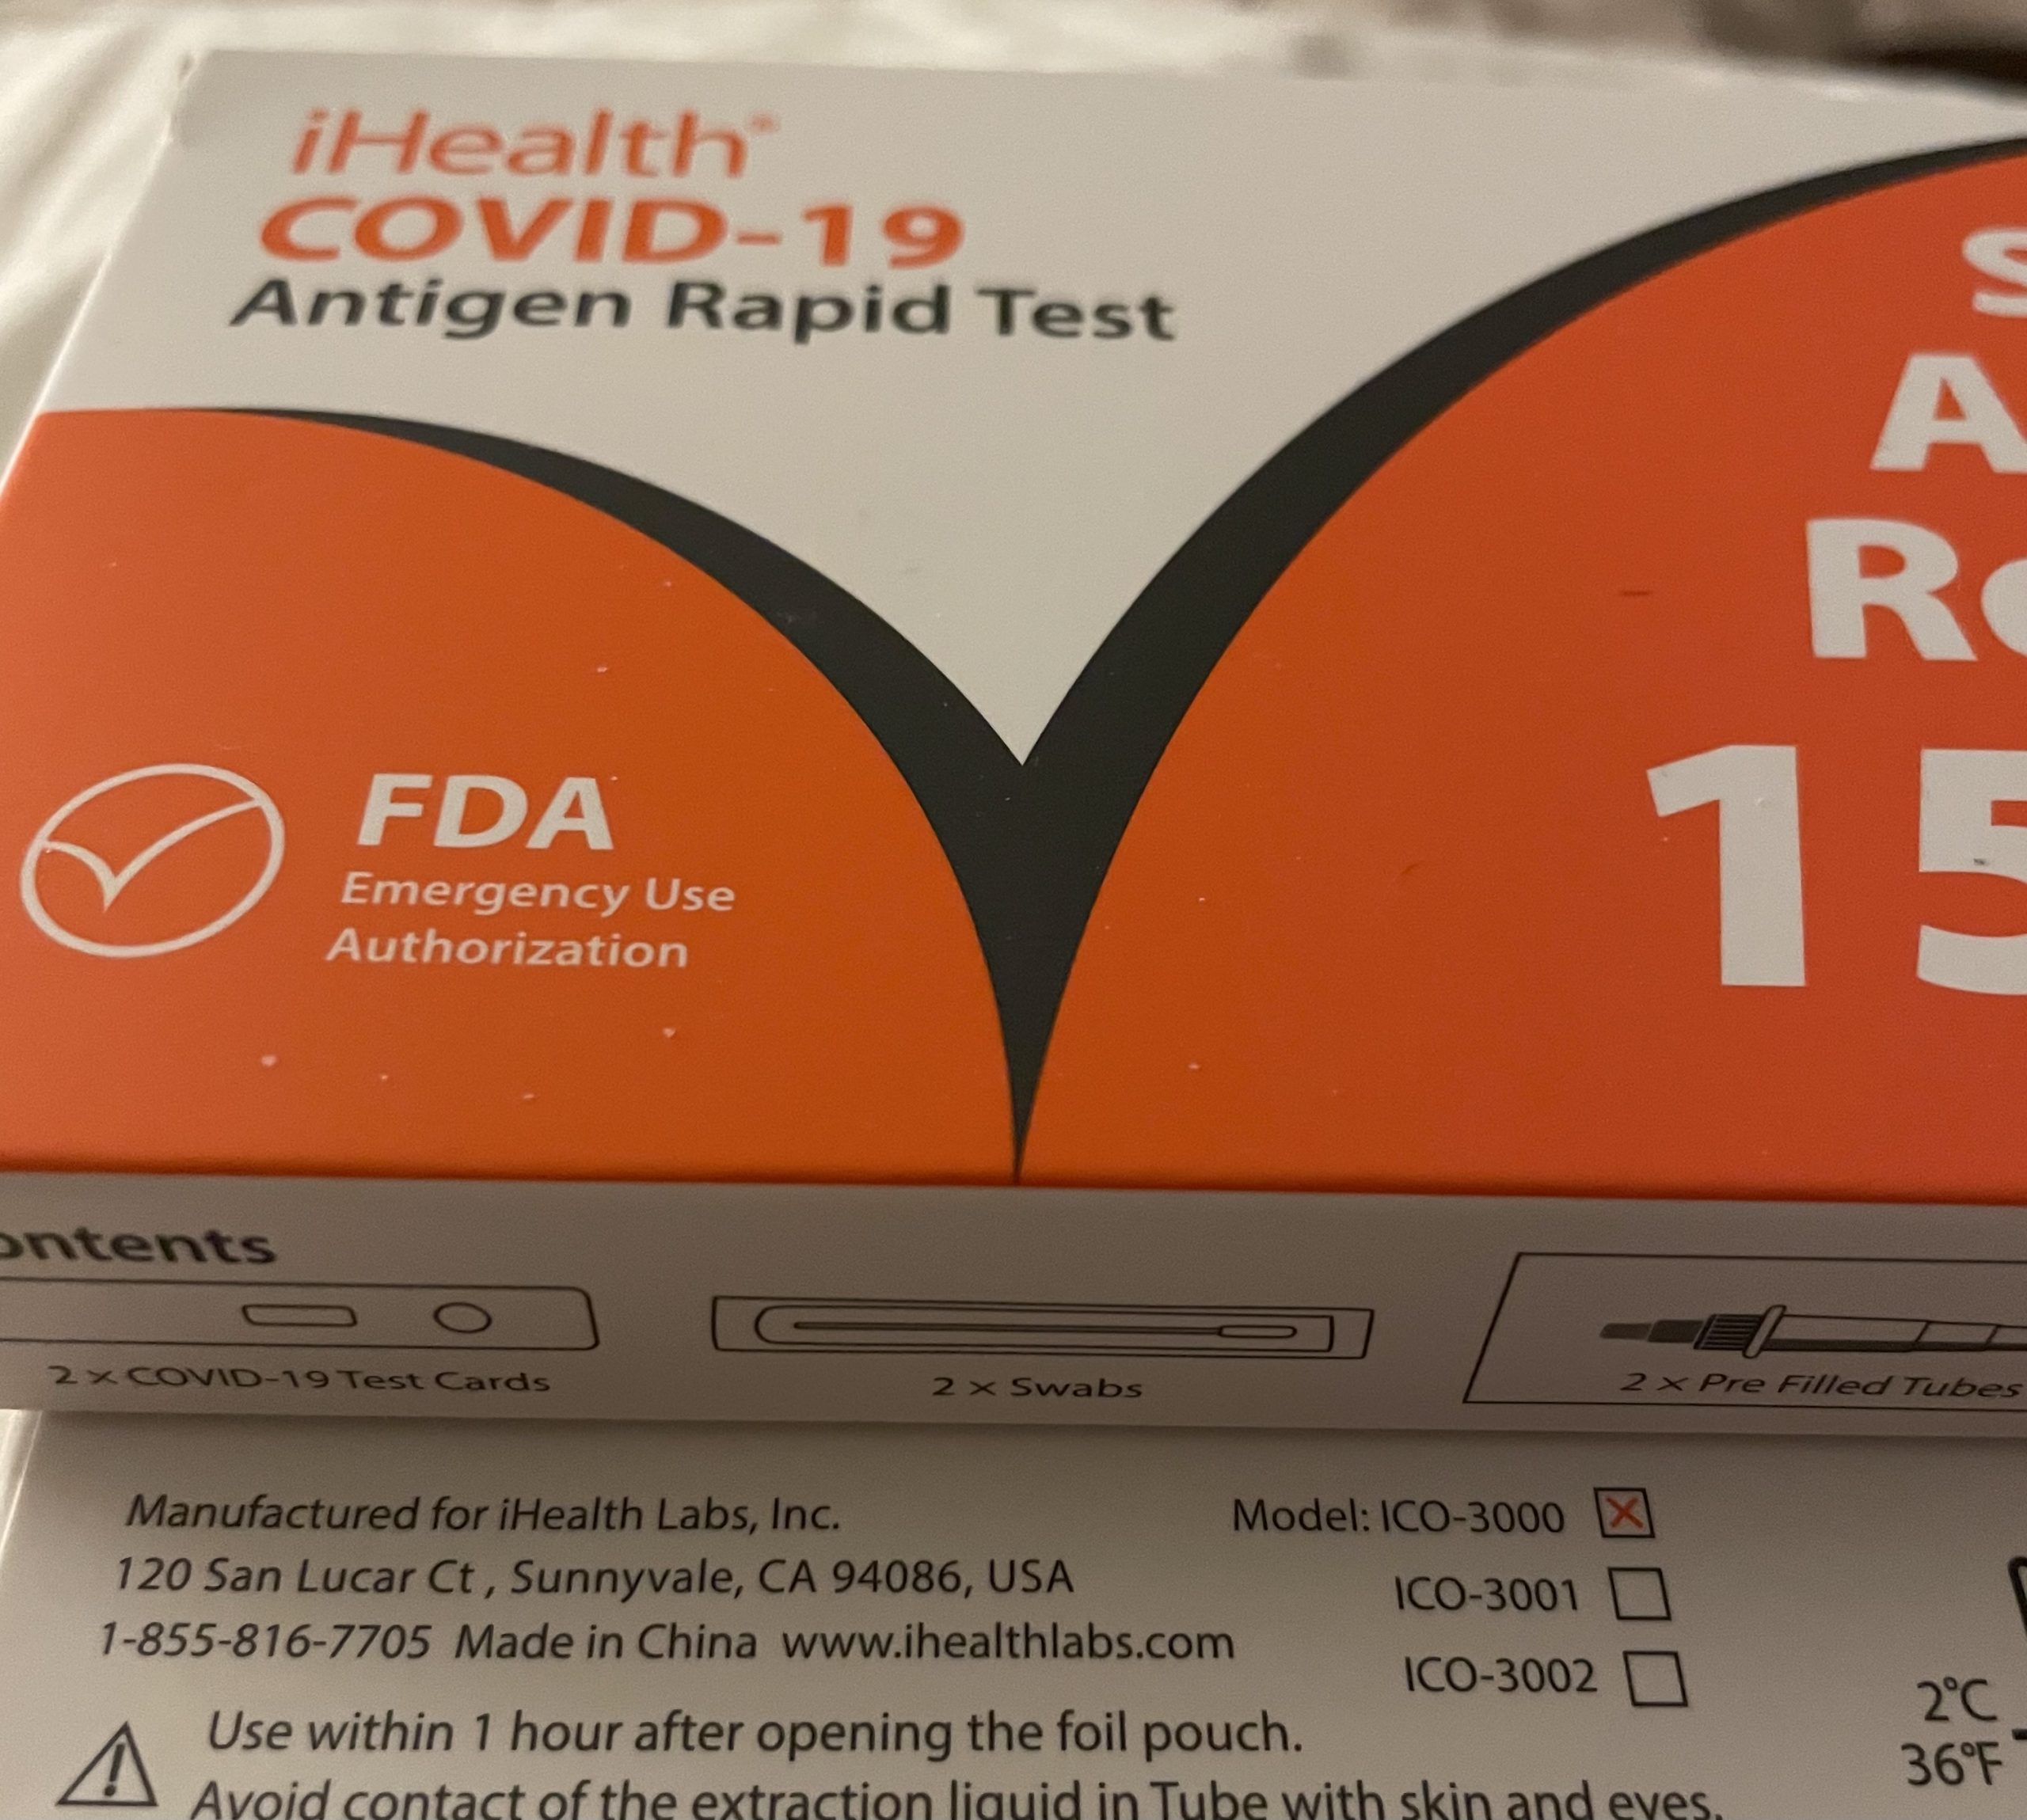 iHealth®
COVID-19
Antigen Rapid Test
S
A
Re
15
FDA
Emergency Use
Authorization
ontents
2 x COVID-19 Test Cards
2 x Swabs
2 x Pre Filled Tubes
Manufactured for iHealth Labs, Inc.
120 San Lucar Ct , Sunnyvale, CA 94086, USA
1-855-816-7705 Made in China www.ihealthlabs.com
Model: ICO-3000
ICO-3001
ICO-3002
2°C
36°F
Use within 1 hour after opening the foil pouch.
Avoid contact of the extraction liquid in Tube with skin and eyes.